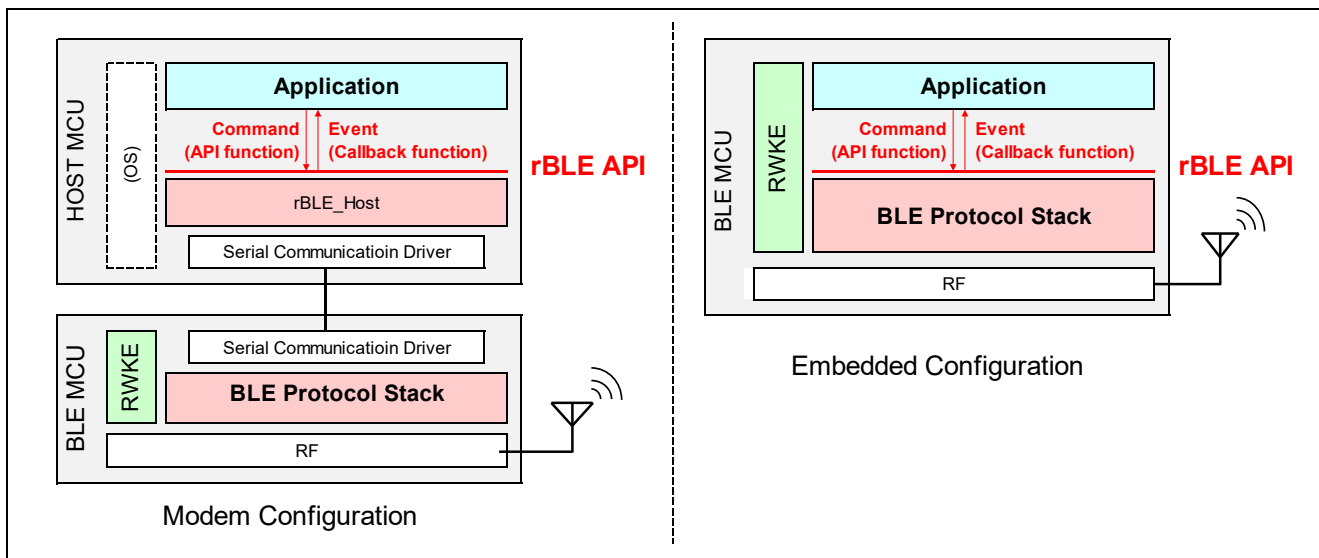 HOST MCU
(OS)
Application
Command
(API function)
Event
(Callback function)
rBLE API
rBLE_Host
Serial Communicatioin Driver
BLE MCU
RWKE
Serial Communicatioin Driver
BLE Protocol Stack
RF
Modem Configuration
BLE MCU
RWKE
Application
Command
(API function)
Event
(Callback function)
rBLE API
BLE Protocol Stack
RF
Embedded Configuration